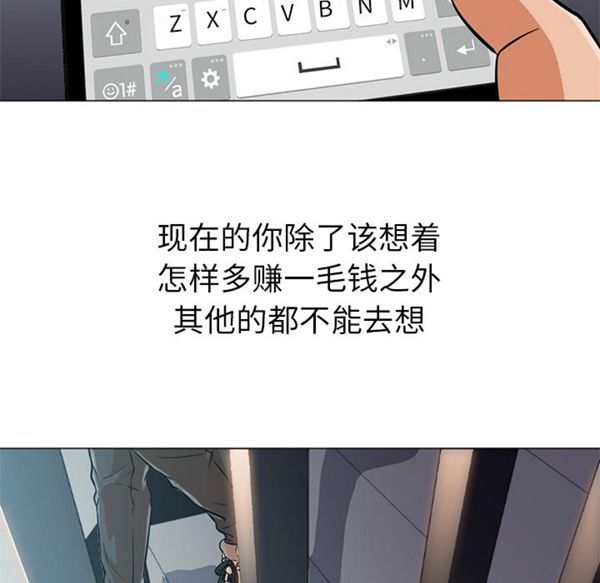 Z X C V B N M
!#1 가/a .
现在的你除了该想着
怎样多赚一毛钱之外
其他的都不能去想